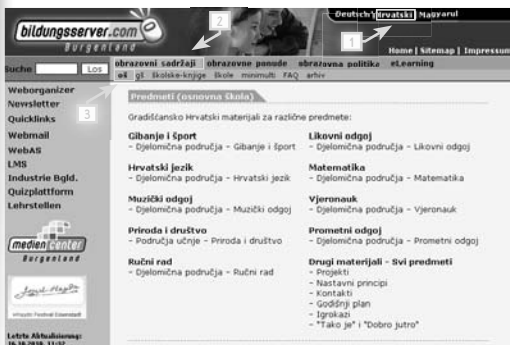 bildungsserver.com
Burgenland
2
1
3
Deutsch Hrvatski Magyarul
Home | Sitemap | Impressum
Suche Los
obrazovni sadržaji obrazovne ponude obrazovna politika eLearning
oš gš školske-knjige škole minimulti FAQ arhiv
Weborganizer
Newsletter
Quicklinks
Webmail
WebAS
LMS
Industrie Bgld.
Quizplattform
Lehrstellen
medien center
Burgenland
Joseph Haydn
Haydn Festival Eisenstadt
Letzte Aktualisierung:
Predmeti (osnovna škola)
Gradišćansko Hrvatski materijali za različne predmete:
Gibanje i šport
- Djelomična područja - Gibanje i šport
Hrvatski jezik
- Djelomična područja - Hrvatski jezik
Muzički odgoj
- Djelomična područja - Muzički odgoj
Priroda i društvo
- Područja učnje - Priroda i društvo
Ručni rad
- Djelomična područja - Ručni rad
Likovni odgoj
- Djelomična područja - Likovni odgoj
Matematika
- Djelomična područja - Matematika
Vjeronauk
- Djelomična područja - Vjeronauk
Prometni odgoj
- Djelomična područja - Prometni odgoj
Drugi materijali - Svi predmeti
- Projekti
- Nastavni principi
- Kontakti
- Godišnji plan
- Igrokazi
- "Tako je" i "Dobro jutro"